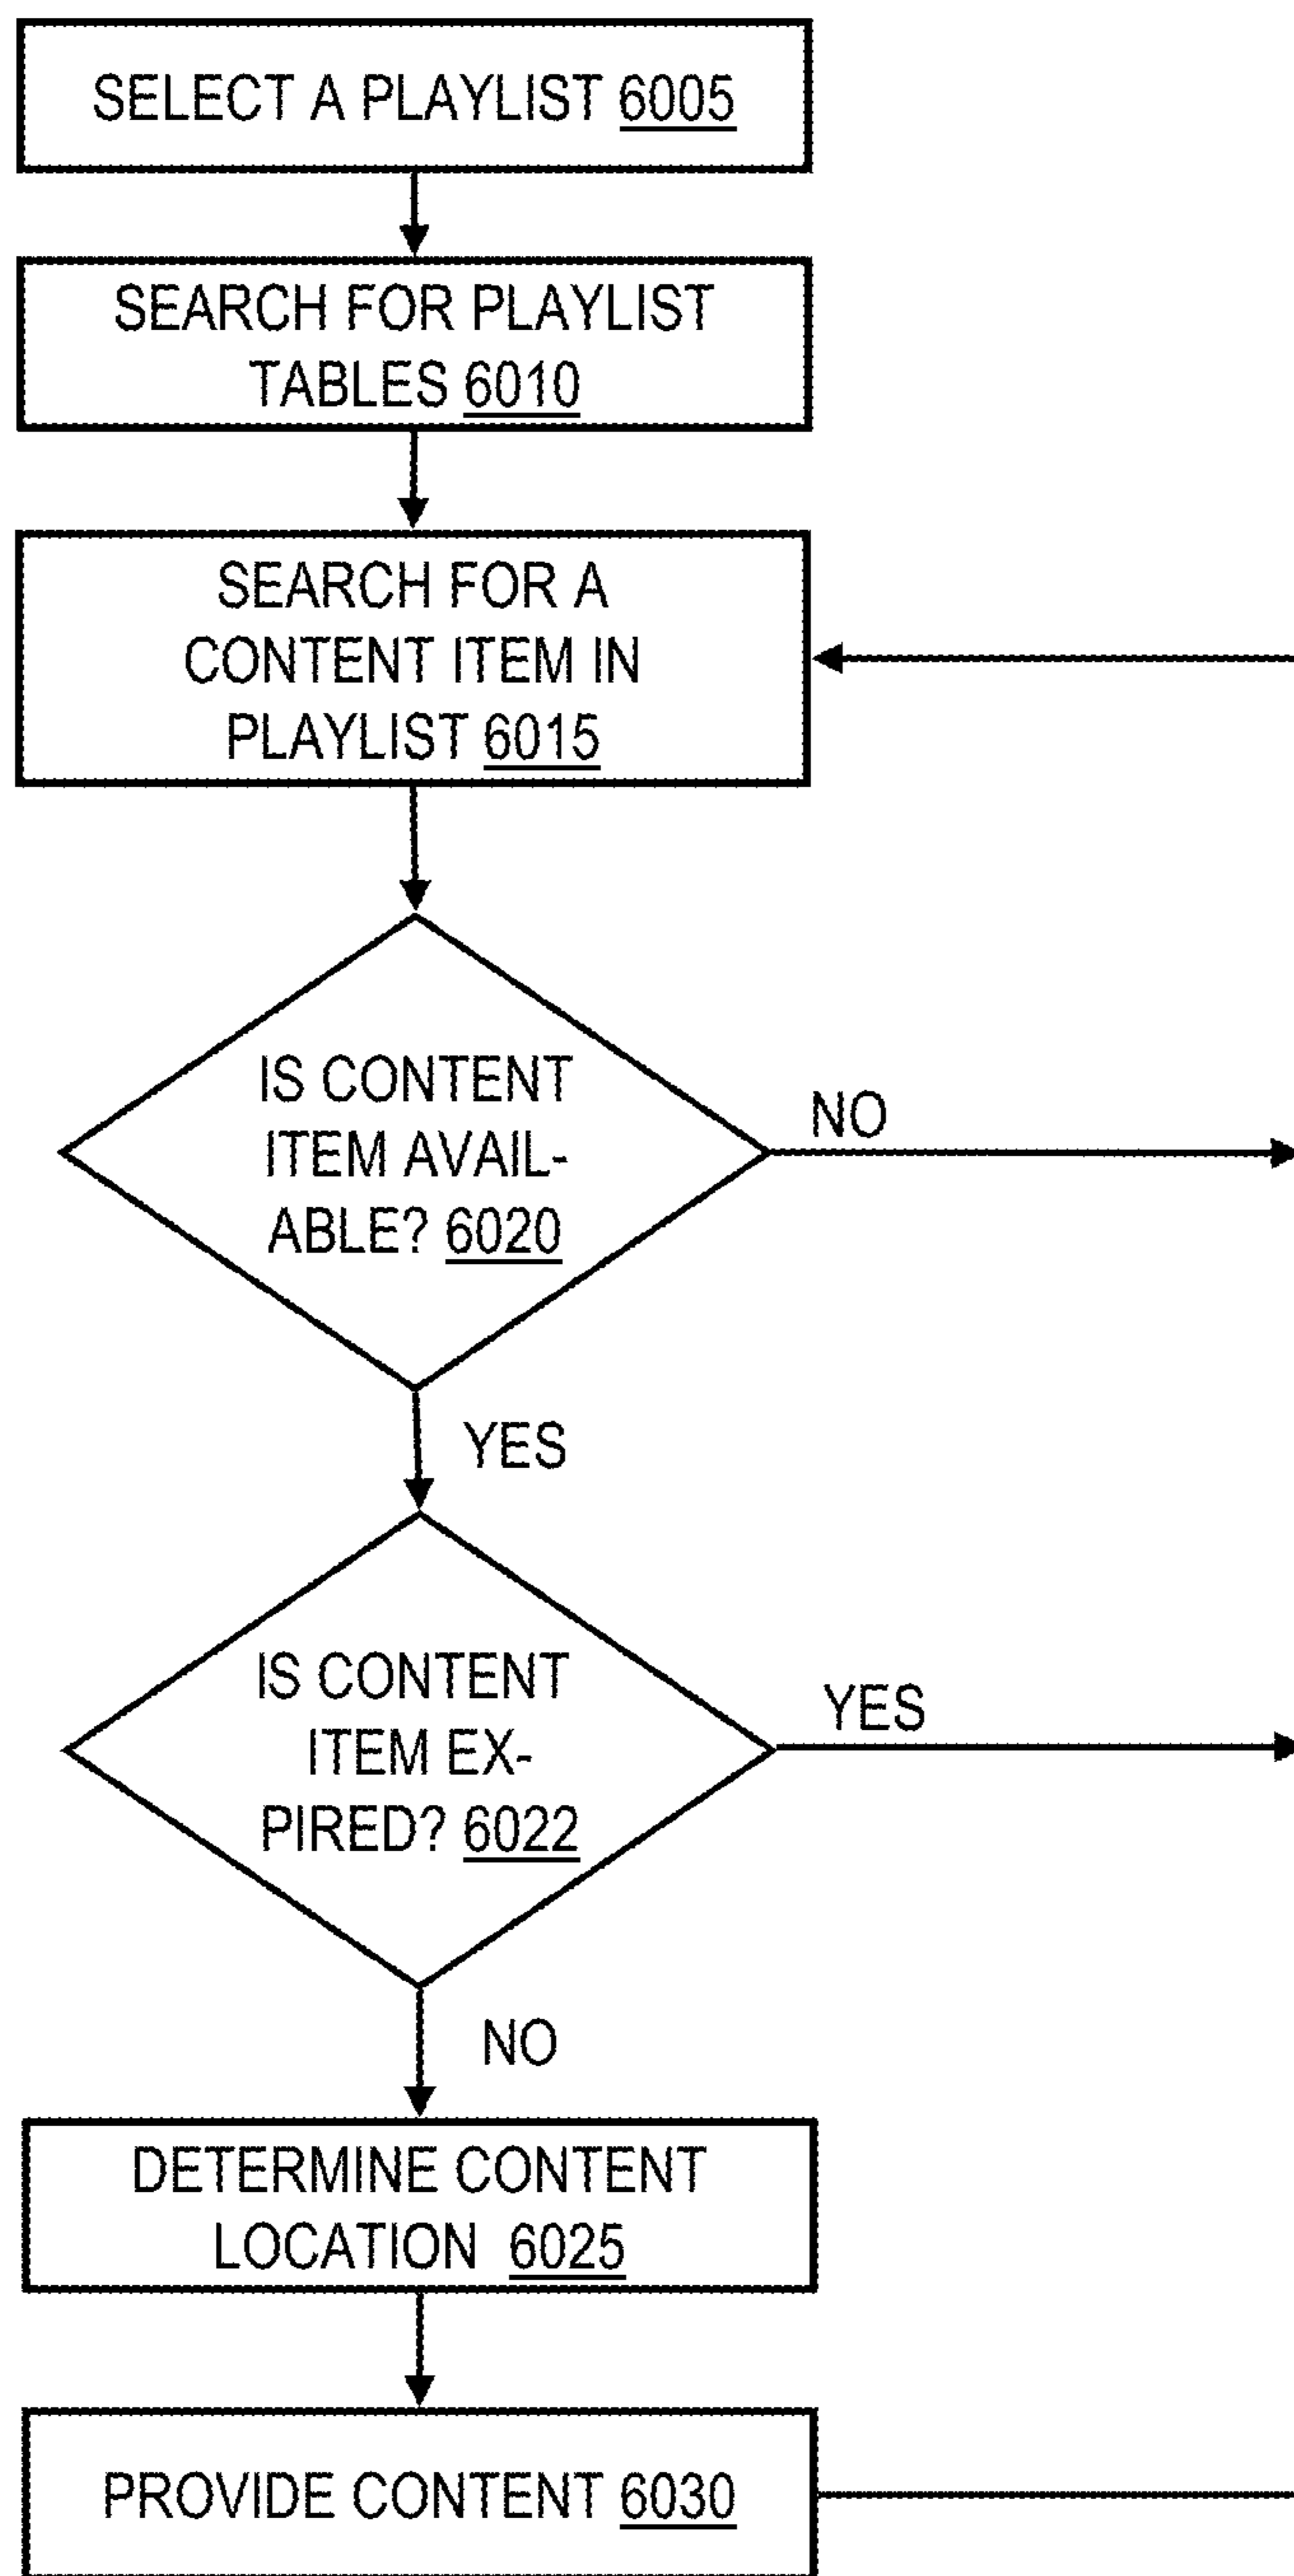 SELECT A PLAYLIST 6005
SEARCH FOR PLAYLIST
TABLES 6010
SEARCH FOR A
CONTENT ITEM IN
PLAYLIST 6015
IS CONTENT
ITEM AVAIL-
ABLE? 6020
NO
YES
IS CONTENT
ITEM EX-
PIRED? 6022
YES
NO
DETERMINE CONTENT
LOCATION 6025
PROVIDE CONTENT 6030